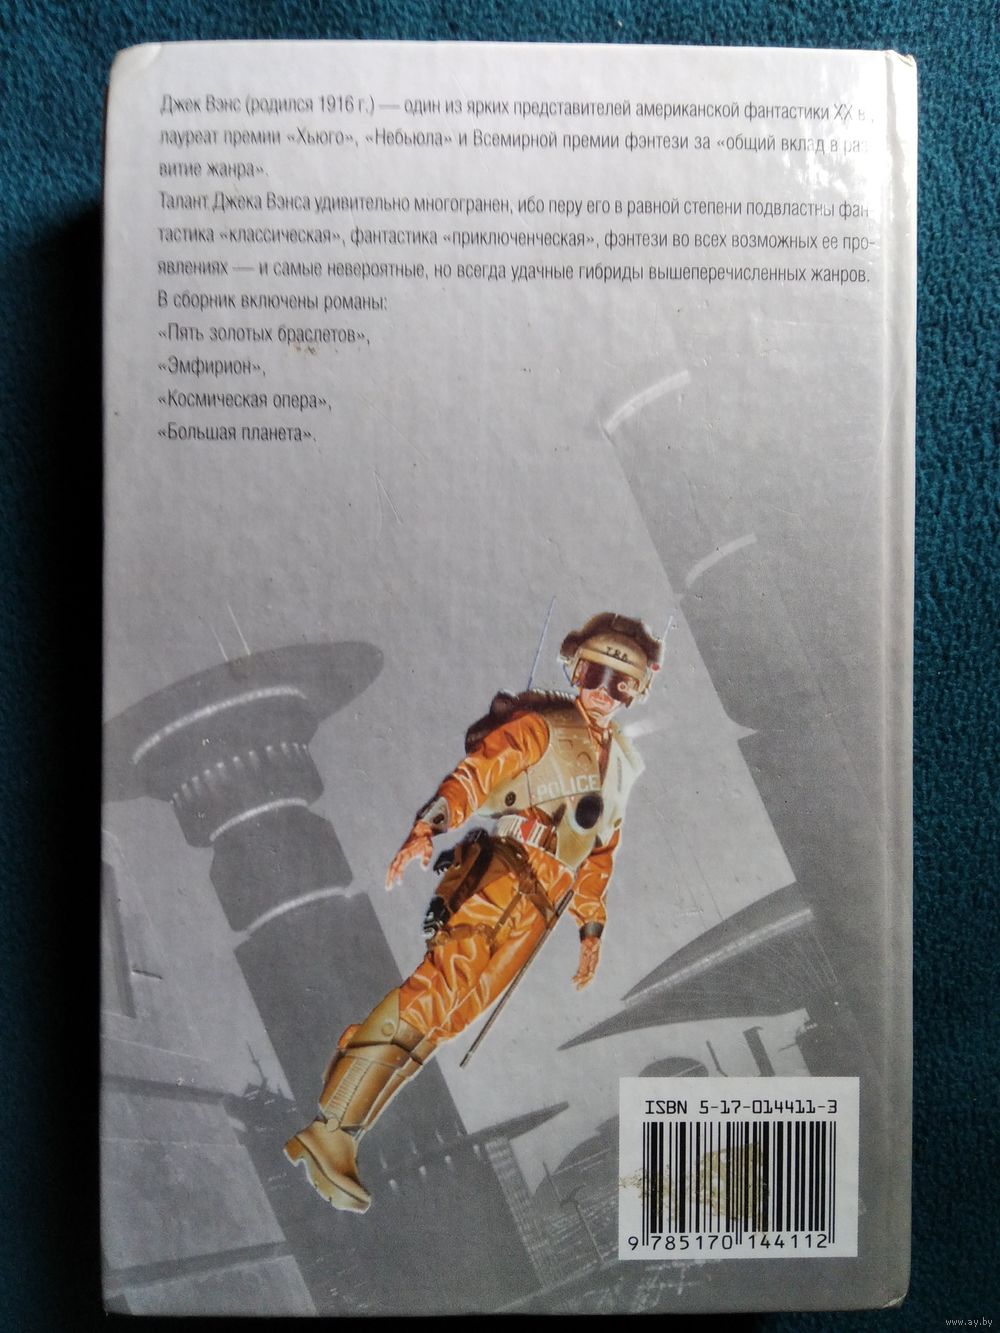 Джек Вэнс (родился 1916 г.) — один из ярких представителей американской фантастики XX в.,
лауреат премии «Хьюго», «Небьюла» и Всемирной премии фэнтези за «общий вклад в раз-
витие жанра».
Талант Джека Вэнса удивительно многогранен, ибо перу его в равной степени подвластны фан-
тастика «классическая», фантастика «приключенческая», фэнтези во всех возможных ее про-
явлениях — и самые невероятные, но всегда удачные гибриды вышеперечисленных жанров.
В сборник включены романы:
«Пять золотых браслетов»,
«Эмфирион»,
«Космическая опера»,
«Большая планета».
POLICE
ISBN 5-17-014411-3
9 785170 144112
www.ay.by